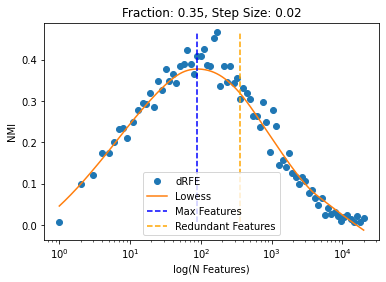 Fraction: 0.35, Step Size: 0.02
NMI
0.4
0.3
0.2
0.1
0.0
dRFE
Lowess
Max Features
Redundant Features
10⁰
10¹
10²
10³
10⁴
log(N Features)